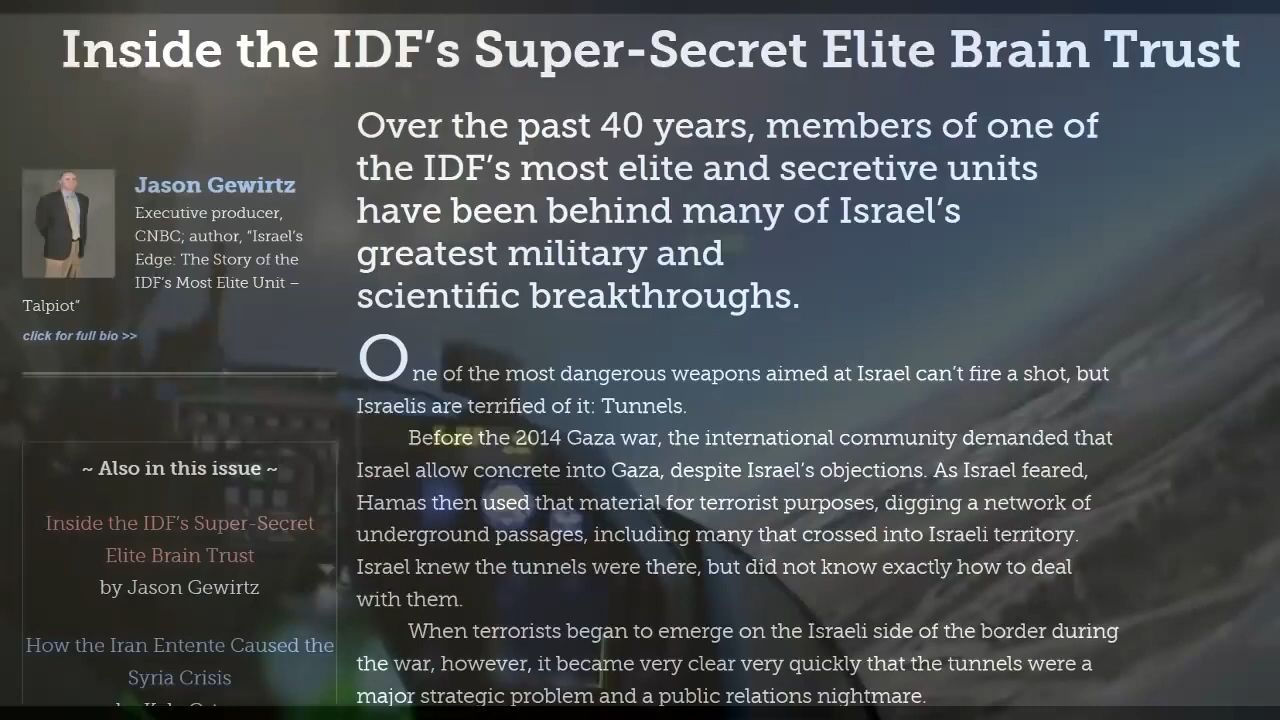 Inside the IDF’s Super-Secret Elite Brain Trust
Over the past 40 years, members of one of
the IDF’s most elite and secretive units
have been behind many of Israel’s
greatest military and
scientific breakthroughs.
Jason Gewirtz
Executive producer,
CNBC; author, “Israel’s
Edge: The Story of the
IDF’s Most Elite Unit –
Talpiot“
click for full bio >>
~ Also in this issue ~
Inside the IDF’s Super-Secret
Elite Brain Trust
by Jason Gewirtz
How the Iran Entente Caused the
Syria Crisis
One of the most dangerous weapons aimed at Israel can’t fire a shot, but
Israelis are terrified of it: Tunnels.
Before the 2014 Gaza war, the international community demanded that
Israel allow concrete into Gaza, despite Israel’s objections. As Israel feared,
Hamas then used that material for terrorist purposes, digging a network of
underground passages, including many that crossed into Israeli territory.
Israel knew the tunnels were there, but did not know exactly how to deal
with them.
When terrorists began to emerge on the Israeli side of the border during
the war, however, it became very clear very quickly that the tunnels were a
major strategic problem and a public relations nightmare.